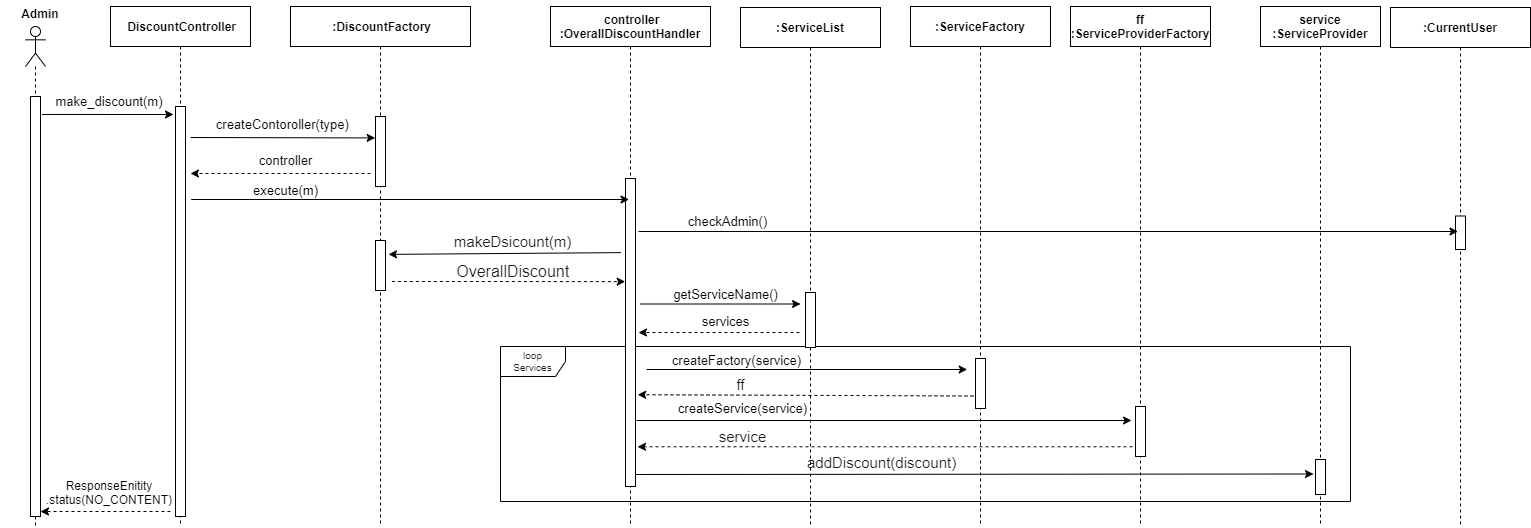 Admin
DiscountController
:DiscountFactory
controller
:OverallDiscountHandler
:ServiceList
:ServiceFactory
ff
:ServiceProviderFactory
service
:ServiceProvider
:CurrentUser
make_discount(m)
createContoroller(type)
controller
execute(m)
checkAdmin()
makeDsicount(m)
OverallDiscount
getServiceName()
services
loop
Services
createFactory(service)
ff
createService(service)
service
addDiscount(discount)
ResponseEnitity
.status(NO_CONTENT)